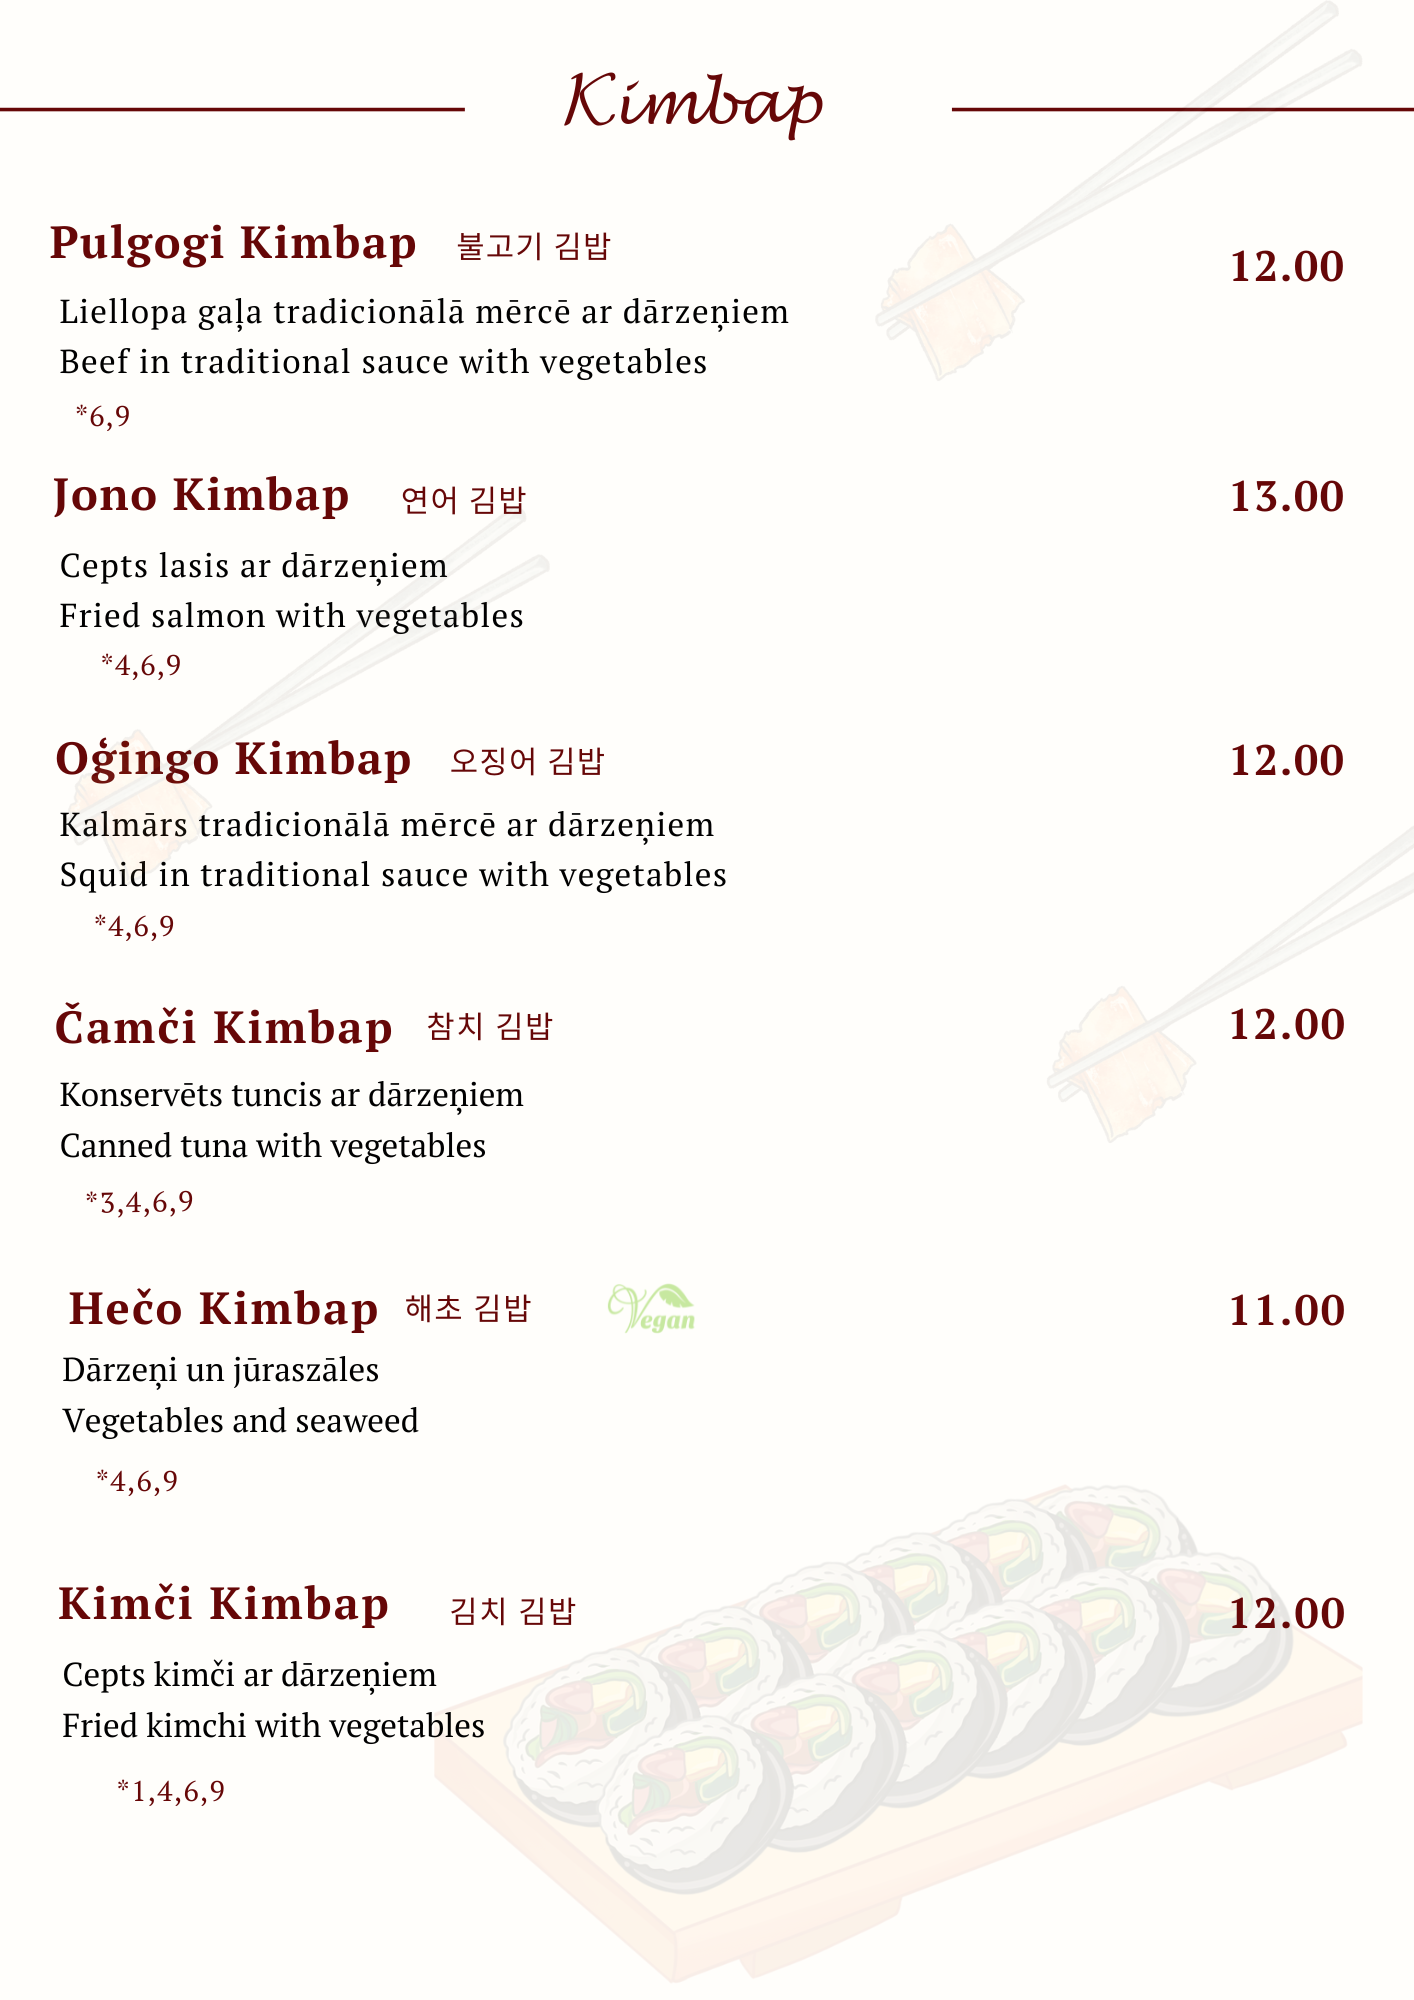 Kimbap
Pulgogi Kimbap 불고기 김밥 12.00
Liellopa gaļa tradicionālā mērcē ar dārzeņiem
Beef in traditional sauce with vegetables
*6,9
Jono Kimbap 연어 김밥 13.00
Cepts lasis ar dārzeņiem
Fried salmon with vegetables
*4,6,9
Oģingo Kimbap 오징어 김밥 12.00
Kalmārs tradicionālā mērcē ar dārzeņiem
Squid in traditional sauce with vegetables
*4,6,9
Čamči Kimbap 참치 김밥 12.00
Konservēts tuncis ar dārzeņiem
Canned tuna with vegetables
*3,4,6,9
Hečo Kimbap 해초 김밥 Vegan 11.00
Dārzeņi un jūraszāles
Vegetables and seaweed
*4,6,9
Kimči Kimbap 김치 김밥 12.00
Cepts kimči ar dārzeņiem
Fried kimchi with vegetables
*1,4,6,9